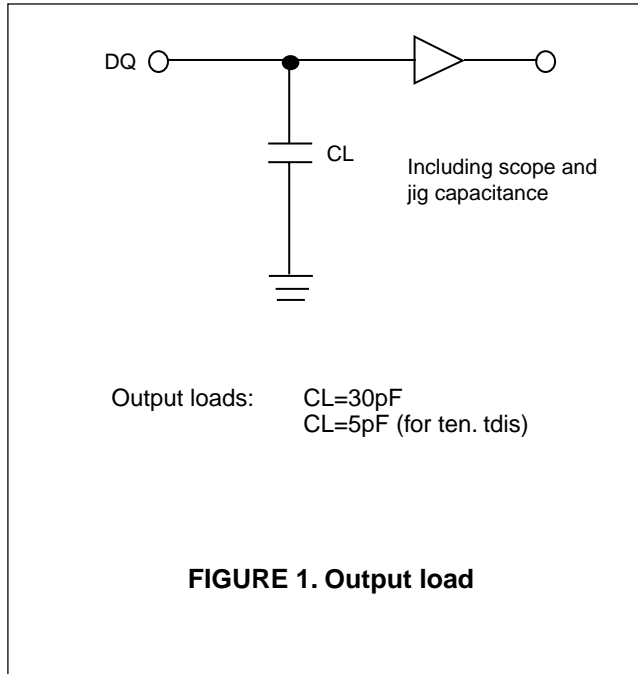 DQ
CL
Including scope and
jig capacitance
Output loads: CL=30pF
CL=5pF (for ten. tdis)
FIGURE 1. Output load